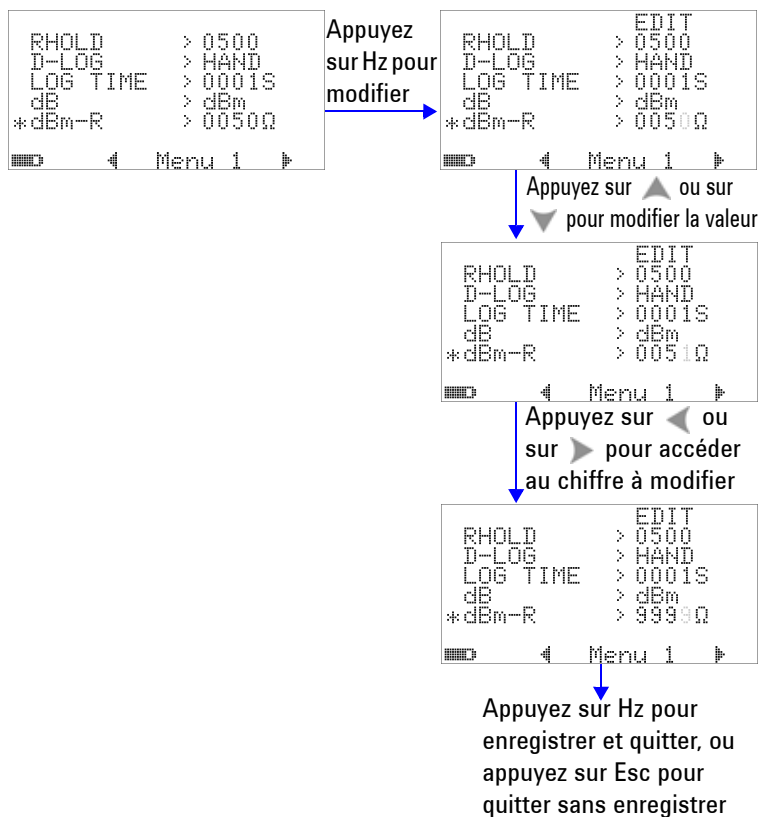 RHOLD > 0500
D-LOG > HAND
LOG TIME > 0001S
dB > dBm
*dBm-R > 0050Ω
Menu 1
Appuyez
sur Hz pour
modifier
EDIT
RHOLD > 0500
D-LOG > HAND
LOG TIME > 0001S
dB > dBm
*dBm-R > 0050Ω
Menu 1
Appuyez sur ou sur
pour modifier la valeur
EDIT
RHOLD > 0500
D-LOG > HAND
LOG TIME > 0001S
dB > dBm
*dBm-R > 0051Ω
Menu 1
Appuyez sur ou
sur pour accéder
au chiffre à modifier
EDIT
RHOLD > 0500
D-LOG > HAND
LOG TIME > 0001S
dB > dBm
*dBm-R > 9999Ω
Menu 1
Appuyez sur Hz pour
enregistrer et quitter, ou
appuyez sur Esc pour
quitter sans enregistrer